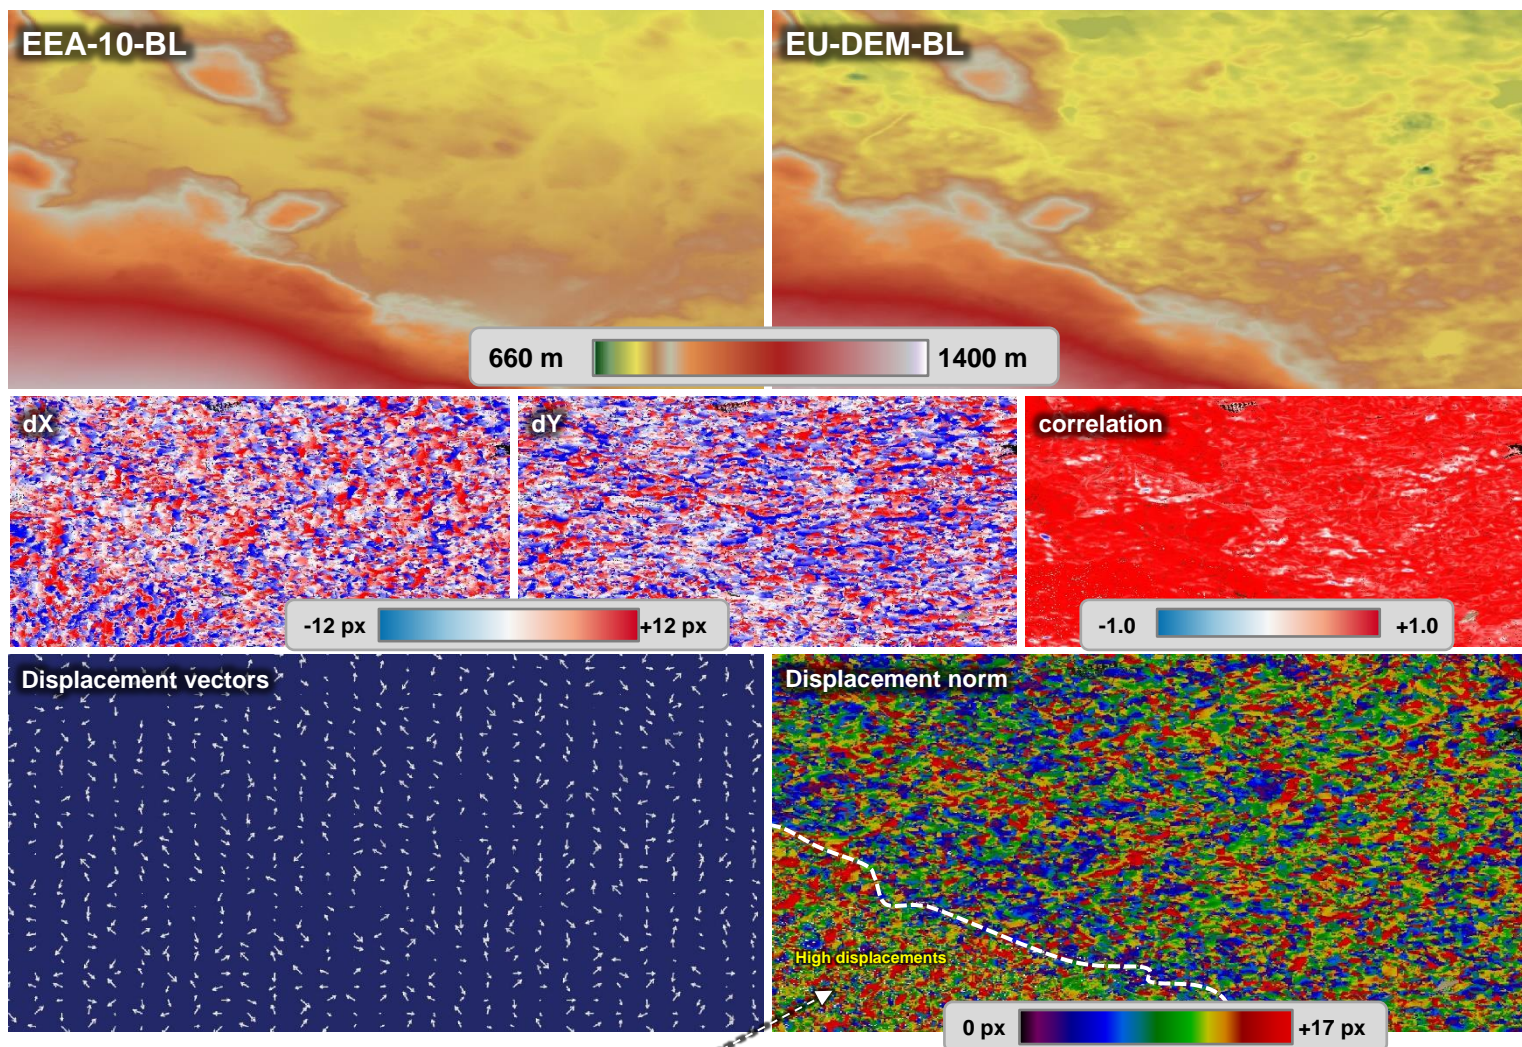 EEA-10-BL
EU-DEM-BL
660 m
1400 m
dX
dY
correlation
-12 px
+12 px
-1.0
+1.0
Displacement vectors
Displacement norm
High displacements
0 px
+17 px